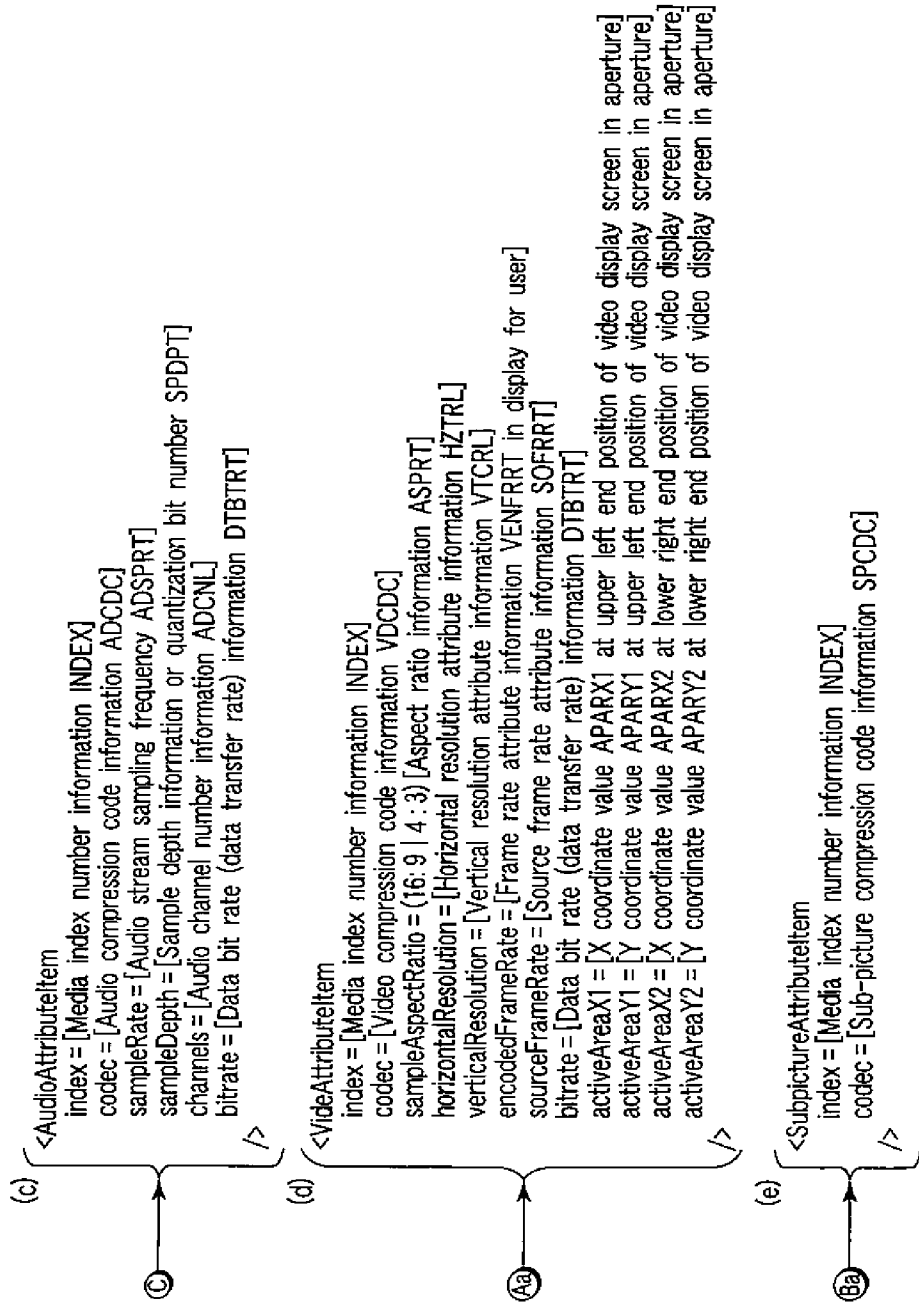 (c)
<AudioAttributeItem
index = [Media index number information INDEX]
codec = [Audio compression code information ADCDC]
sampleRate = [Audio stream sampling frequency ADSPRT]
sampleDepth = [Sample depth information or quantization bit number SPDPT]
channels = [Audio channel number information ADCNL]
bitrate = [Data bit rate (data transfer rate) information DTBTRT]
/>
C
(d)
<VideAttributeItem
index = [Media index number information INDEX]
codec = [Video compression code information VDCDC]
sampleAspectRatio = (16:9 | 4:3) [Aspect ratio information ASPRT]
horizontalResolution = [Horizontal resolution attribute information HZTRL]
verticalResolution = [Vertical resolution attribute information VTCRL]
encodedFrameRate = [Frame rate attribute information VENFRRT in display for user]
sourceFrameRate = [Source frame rate attribute information SOFRRT]
bitrate = [Data bit rate (data transfer rate) information DTBTRT]
activeAreaX1 = [X coordinate value APARX1 at upper left end position of video display screen in aperture]
activeAreaY1 = [Y coordinate value APARY1 at upper left end position of video display screen in aperture]
activeAreaX2 = [X coordinate value APARX2 at lower right end position of video display screen in aperture]
activeAreaY2 = [Y coordinate value APARY2 at lower right end position of video display screen in aperture]
/>
Aa
(e)
<SubpictureAttributeItem
index = [Media index number information INDEX]
codec = [Sub-picture compression code information SPCDC]
/>
Ba